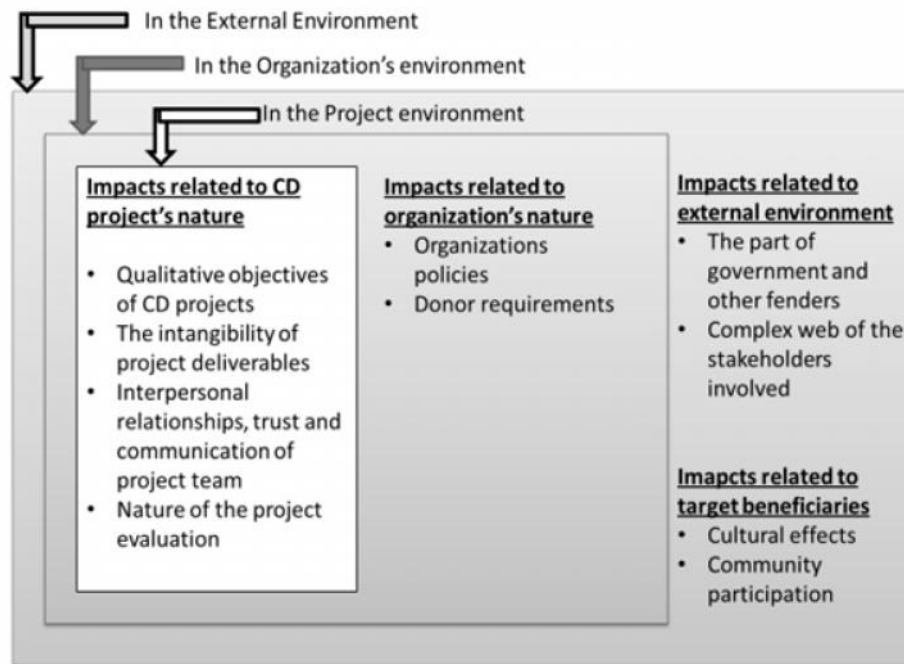 In the External Environment
In the Organization's environment
In the Project environment
Impacts related to CD
project's nature
• Qualitative objectives
of CD projects
• The intangibility of
project deliverables
• Interpersonal
relationships, trust and
communication of
project team
• Nature of the project
evaluation
Impacts related to
organization's nature
• Organizations
policies
• Donor requirements
Impacts related to
external environment
• The part of
government and
other fenders
• Complex web of the
stakeholders
involved
Imapcts related to
target beneficiaries
• Cultural effects
• Community
participation